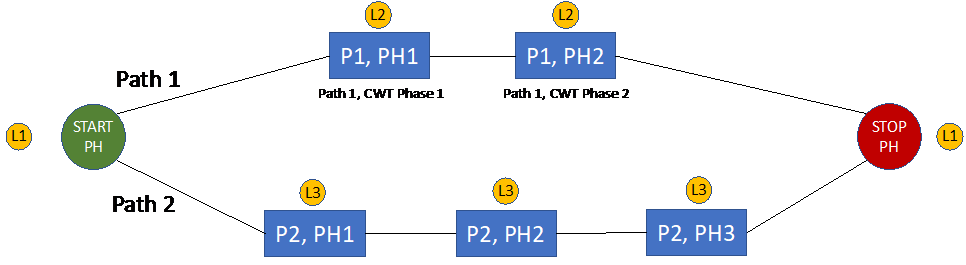 L2
L2
P1, PH1
P1, PH2
Path 1
Path 1, CWT Phase 1
Path 1, CWT Phase 2
L1
START
PH
STOP
PH
L1
Path 2
L3
L3
L3
P2, PH1
P2, PH2
P2, PH3